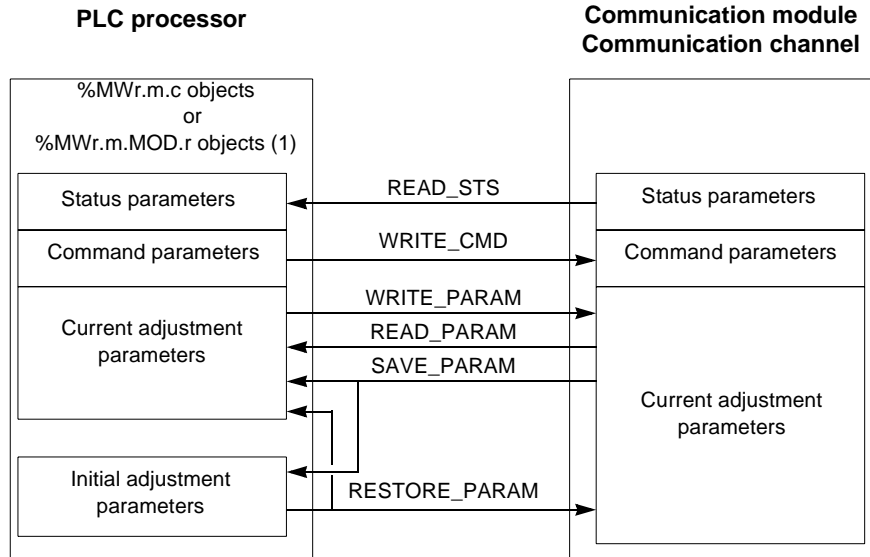 PLC processor
Communication module
Communication channel
%MWr.m.c objects
or
%MWr.m.MOD.r objects (1)
Status parameters
READ_STS
Status parameters
Command parameters
WRITE_CMD
Command parameters
WRITE_PARAM
Current adjustment
parameters
READ_PARAM
SAVE_PARAM
Current adjustment
parameters
Initial adjustment
parameters
RESTORE_PARAM